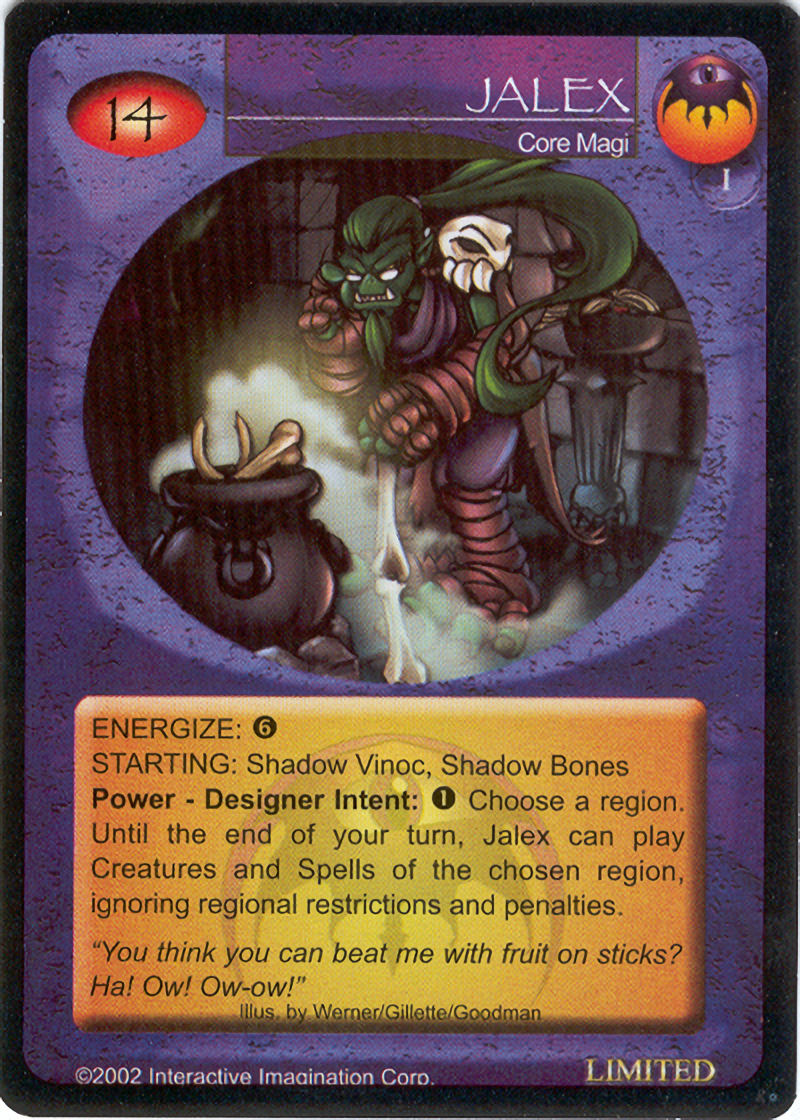 14
JALEX
Core Magi
I
ENERGIZE: 6
STARTING: Shadow Vinoc, Shadow Bones
Power - Designer Intent: 1 Choose a region.
Until the end of your turn, Jalex can play
Creatures and Spells of the chosen region,
ignoring regional restrictions and penalties.
“You think you can beat me with fruit on sticks?
Ha! Ow! Ow-ow!”
Illus. by Werner/Gillette/Goodman
©2002 Interactive Imagination Corp.
LIMITED